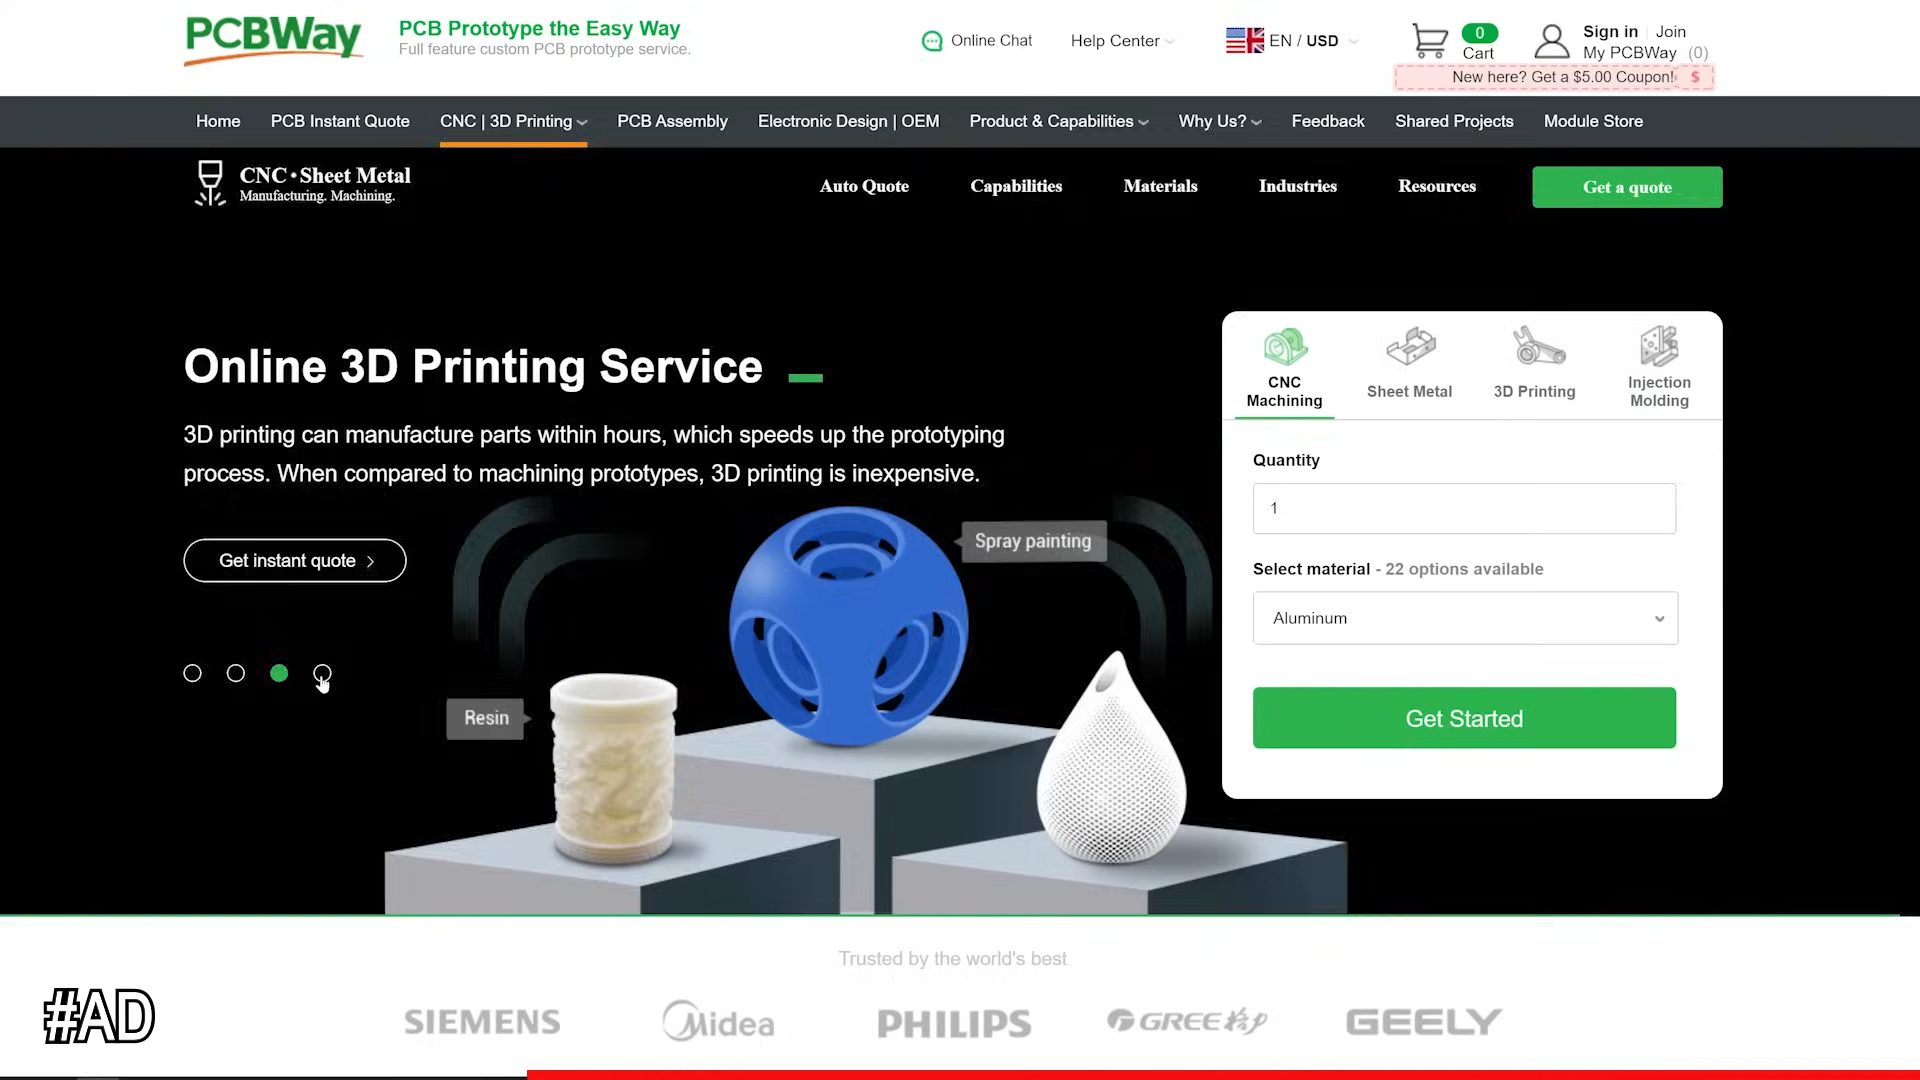 PCBWay
PCB Prototype the Easy Way
Full feature custom PCB prototype service.
Online Chat
Help Center
EN / USD
0
Cart
Sign in
Join
My PCBWay (0)
New here? Get a $5.00 Coupon! $
Home
PCB Instant Quote
CNC | 3D Printing
PCB Assembly
Electronic Design | OEM
Product & Capabilities
Why Us?
Feedback
Shared Projects
Module Store
CNC•Sheet Metal
Manufacturing. Machining.
Auto Quote
Capabilities
Materials
Industries
Resources
Get a quote
Online 3D Printing Service
3D printing can manufacture parts within hours, which speeds up the prototyping
process. When compared to machining prototypes, 3D printing is inexpensive.
Get instant quote
Spray painting
Resin
CNC
Machining
Sheet Metal
3D Printing
Injection
Molding
Quantity
1
Select material - 22 options available
Aluminum
Get Started
Trusted by the world's best
#AD
SIEMENS
Midea
PHILIPS
GREE格力
GEELY